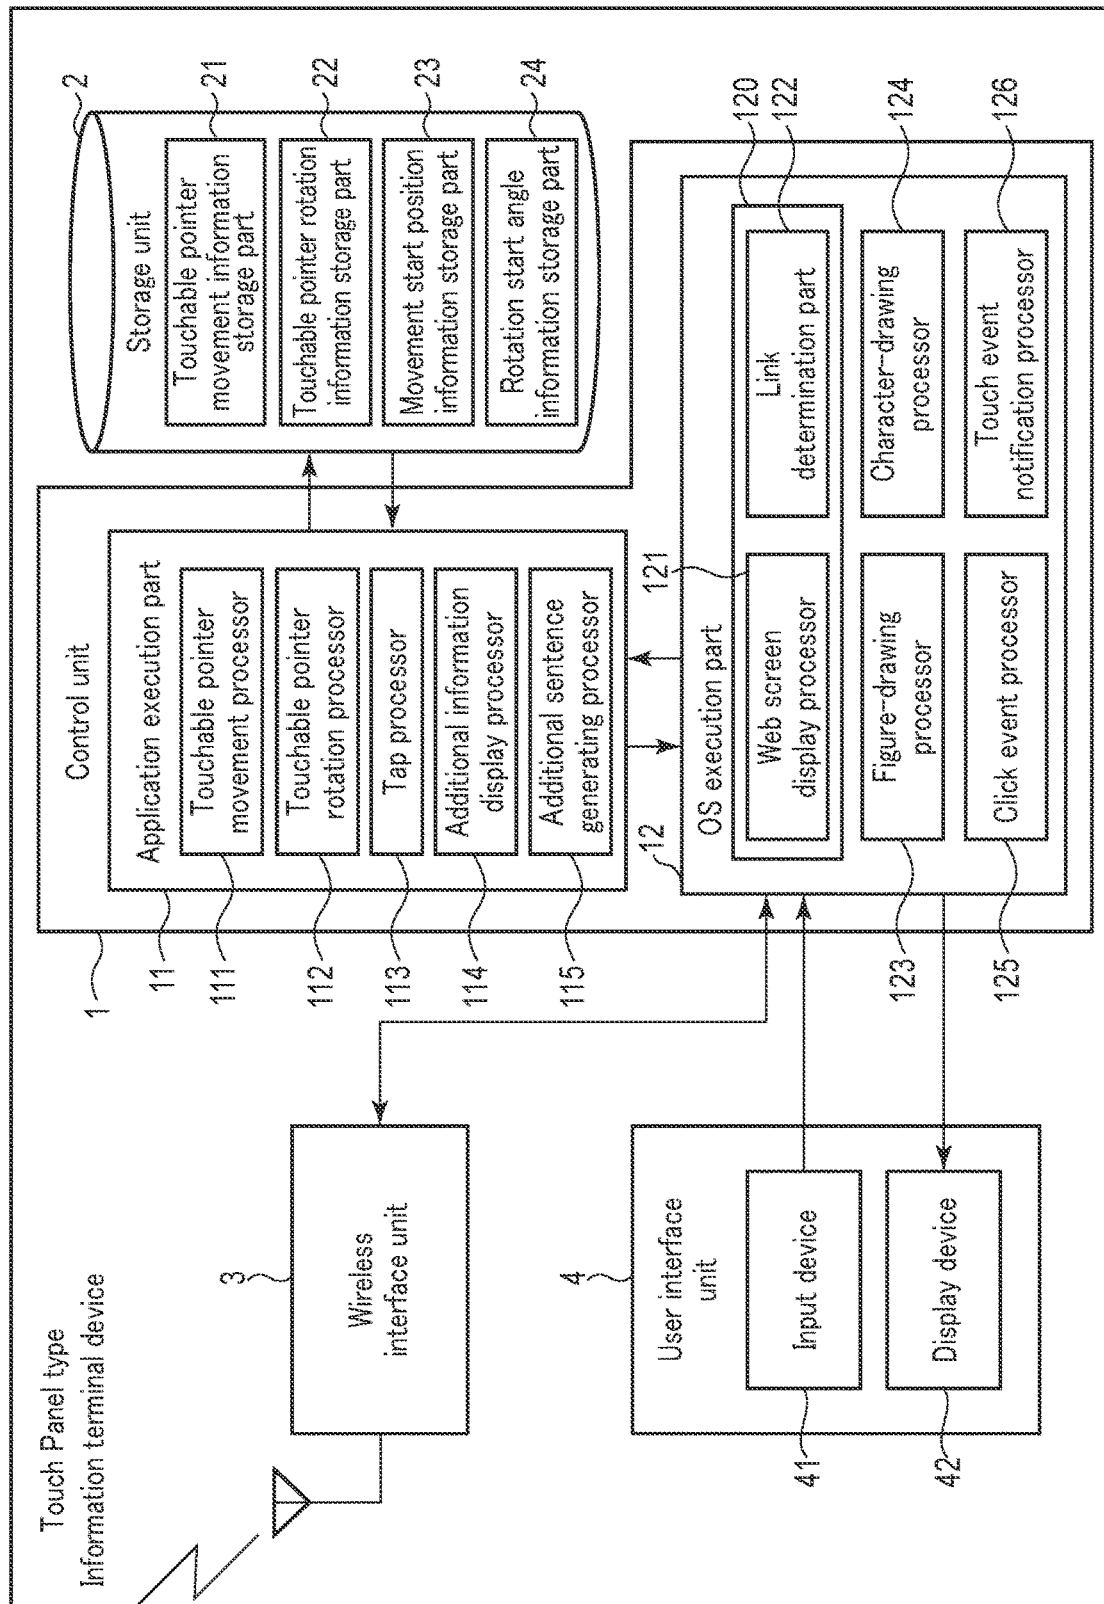 Touch Panel type
Information terminal device
3
Wireless
interface unit
4
User interface
unit
Input device
41
Display device
42
1
Control unit
11
Application execution part
111
Touchable pointer
movement processor
112
Touchable pointer
rotation processor
113
Tap processor
114
Additional information
display processor
115
Additional sentence
generating processor
2
Storage unit
Touchable pointer
movement information
storage part
21
Touchable pointer rotation
information storage part
22
Movement start position
information storage part
23
Rotation start angle
information storage part
24
12
OS execution part
120
121
Web screen
display processor
Link
determination part
122
Figure-drawing
processor
123
Character-drawing
processor
124
Click event processor
125
Touch event
notification processor
126